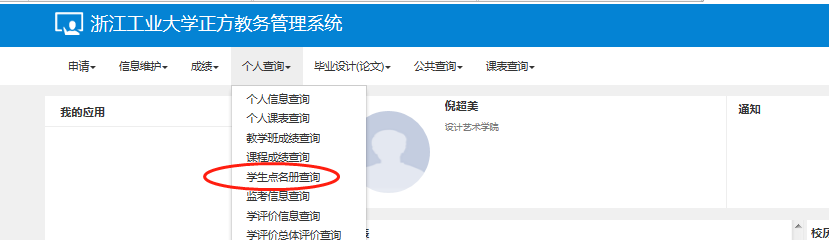 浙江工业大学正方教务管理系统
申请 信息维护 成绩 个人查询 毕业设计(论文) 公共查询 课表查询
我的应用
个人信息查询
个人课表查询
教学班成绩查询
课程成绩查询
学生点名册查询
监考信息查询
学评价信息查询
学评价总体评价查询
倪超美
设计艺术学院
通知
校历